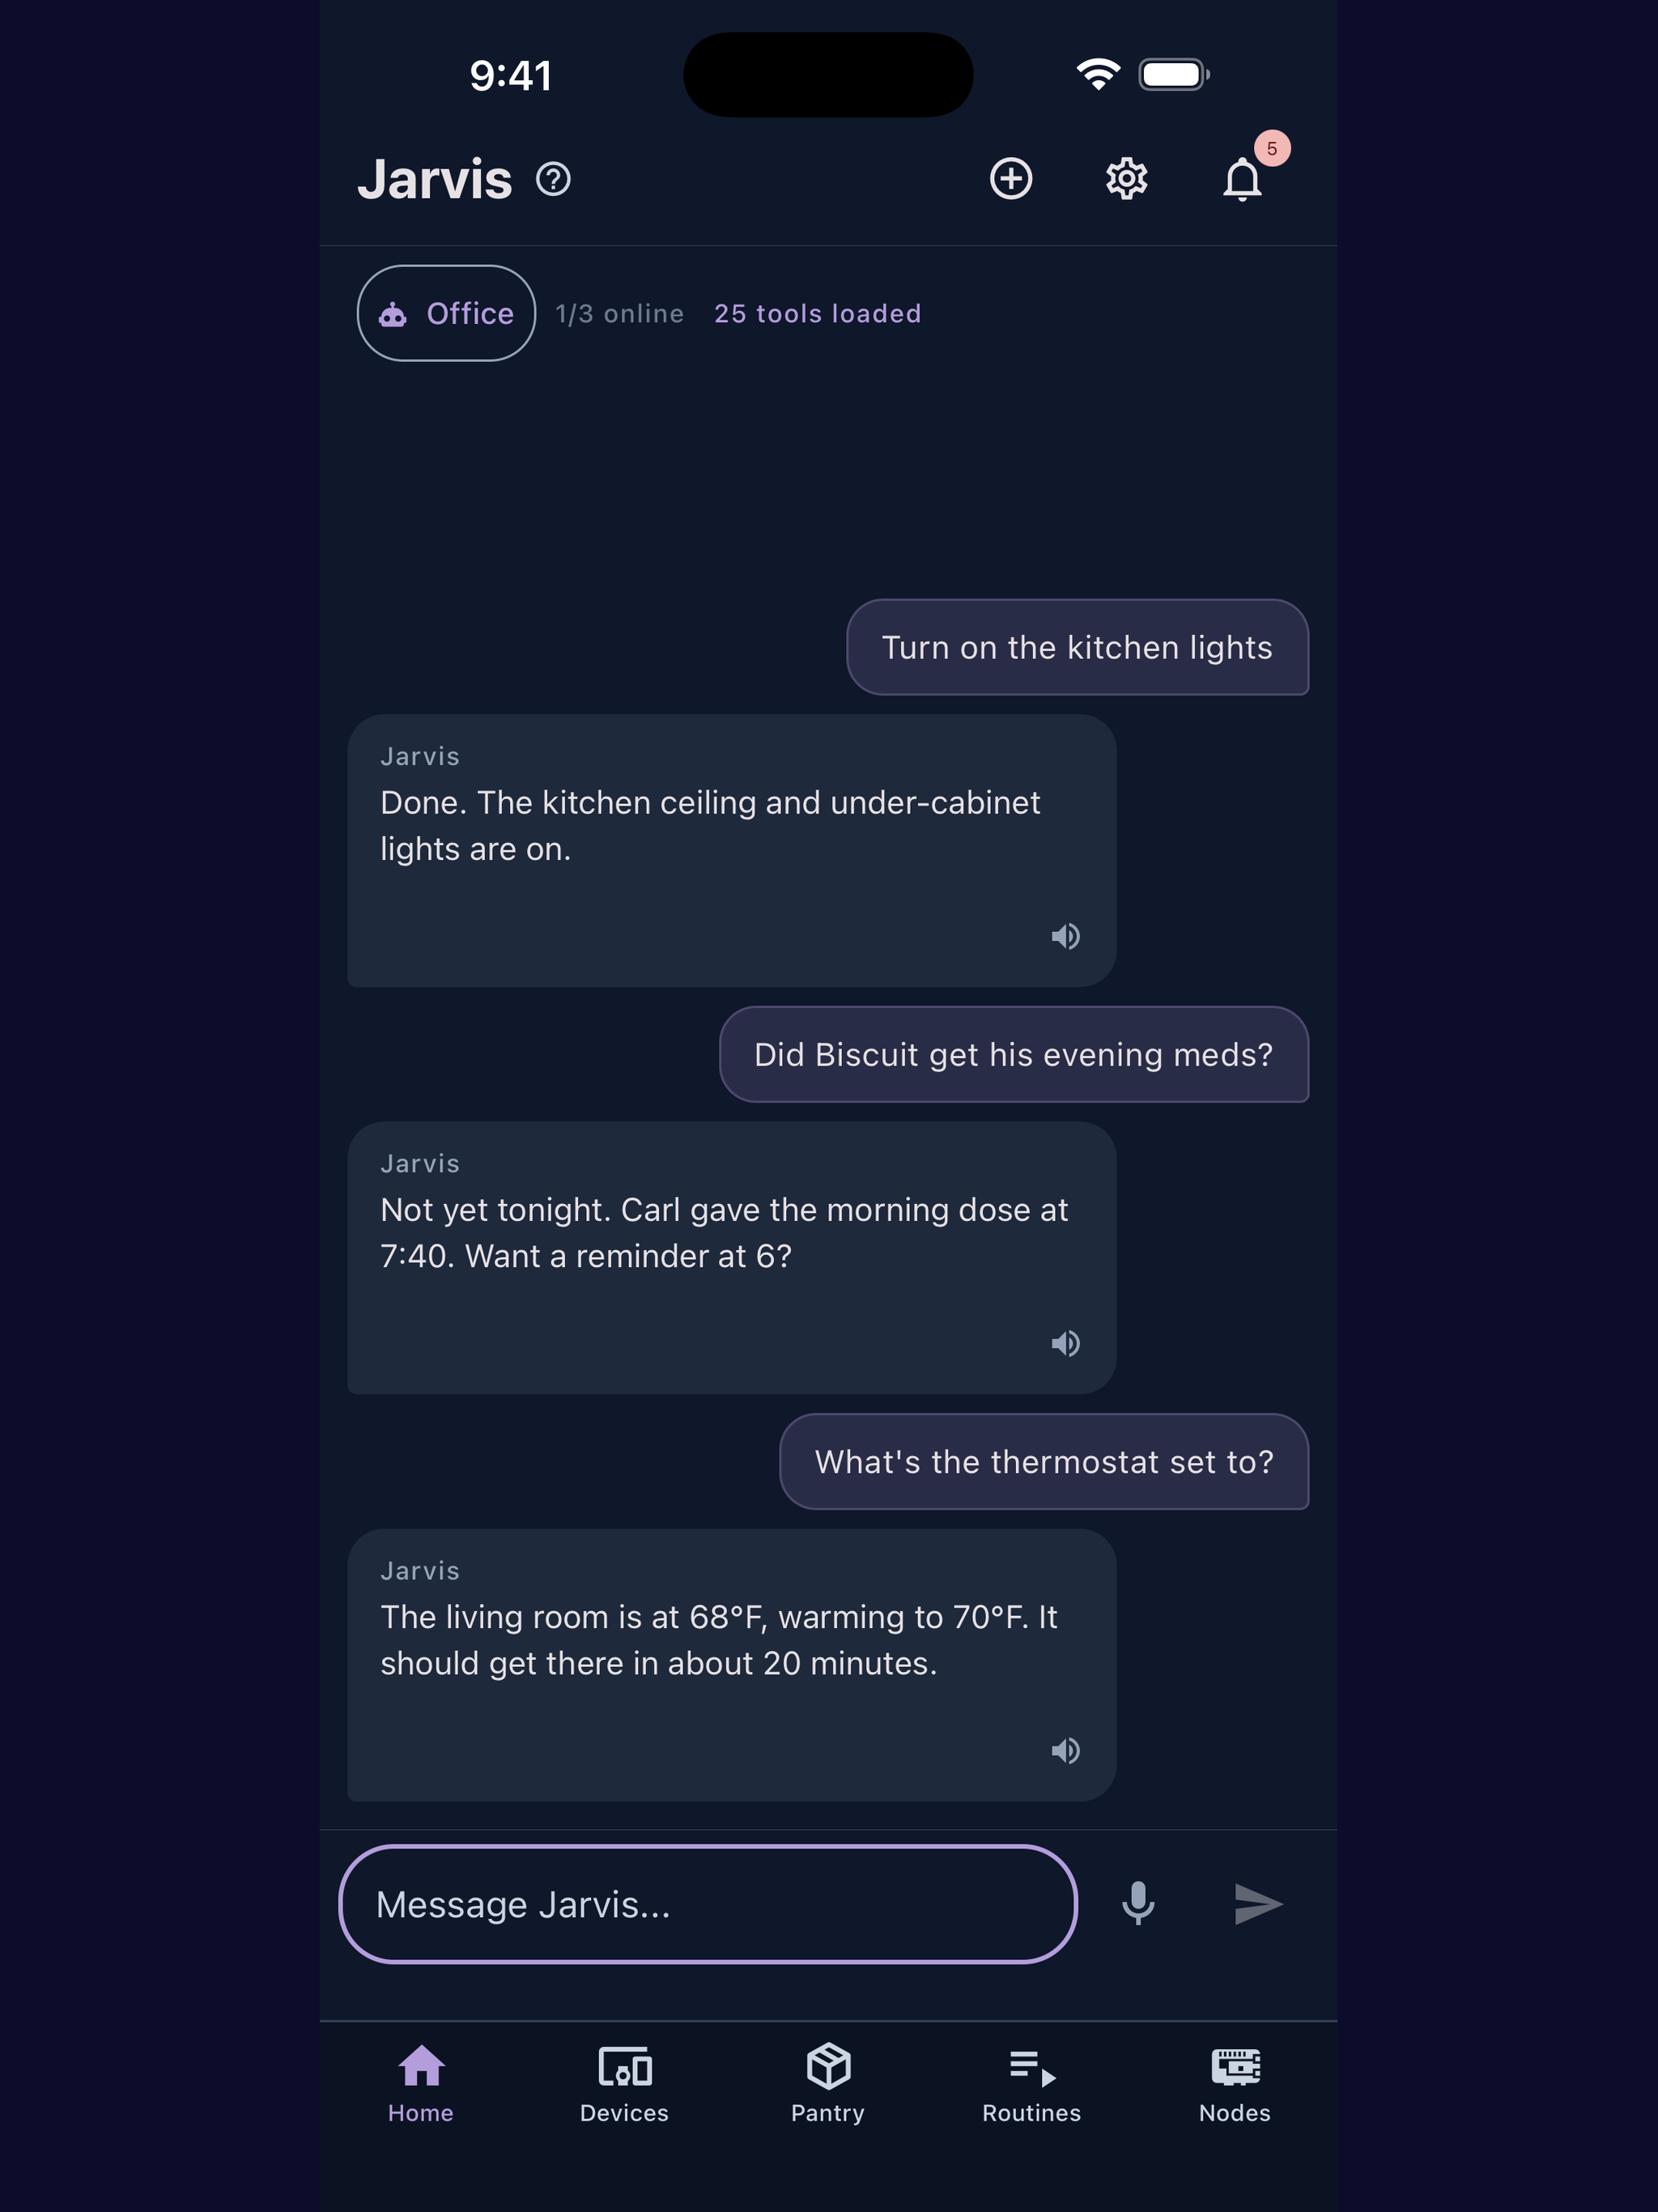 9:41
Jarvis
5
Office 1/3 online 25 tools loaded
Turn on the kitchen lights
Jarvis
Done. The kitchen ceiling and under-cabinet
lights are on.
Did Biscuit get his evening meds?
Jarvis
Not yet tonight. Carl gave the morning dose at
7:40. Want a reminder at 6?
What's the thermostat set to?
Jarvis
The living room is at 68°F, warming to 70°F. It
should get there in about 20 minutes.
Message Jarvis...
Home Devices Pantry Routines Nodes